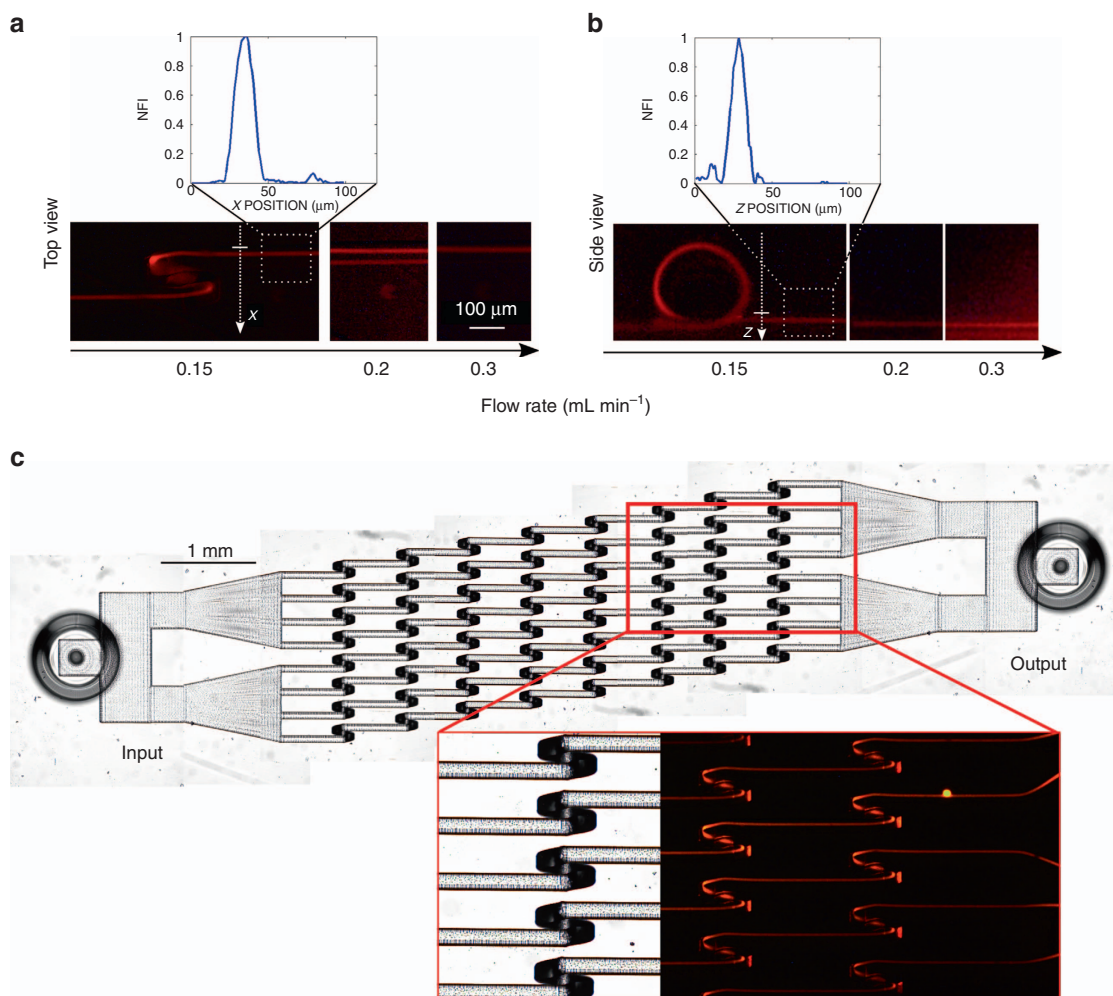 a
1
0.8
0.6
0.4
0.2
0
NFI
0 50 100
X POSITION (μm)
Top view
X
100 μm
0.15 0.2 0.3
b
1
0.8
0.6
0.4
0.2
0
NFI
0 50 100
Z POSITION (μm)
Side view
Z
0.15 0.2 0.3
Flow rate (mL min⁻¹)
c
1 mm
Input
Output